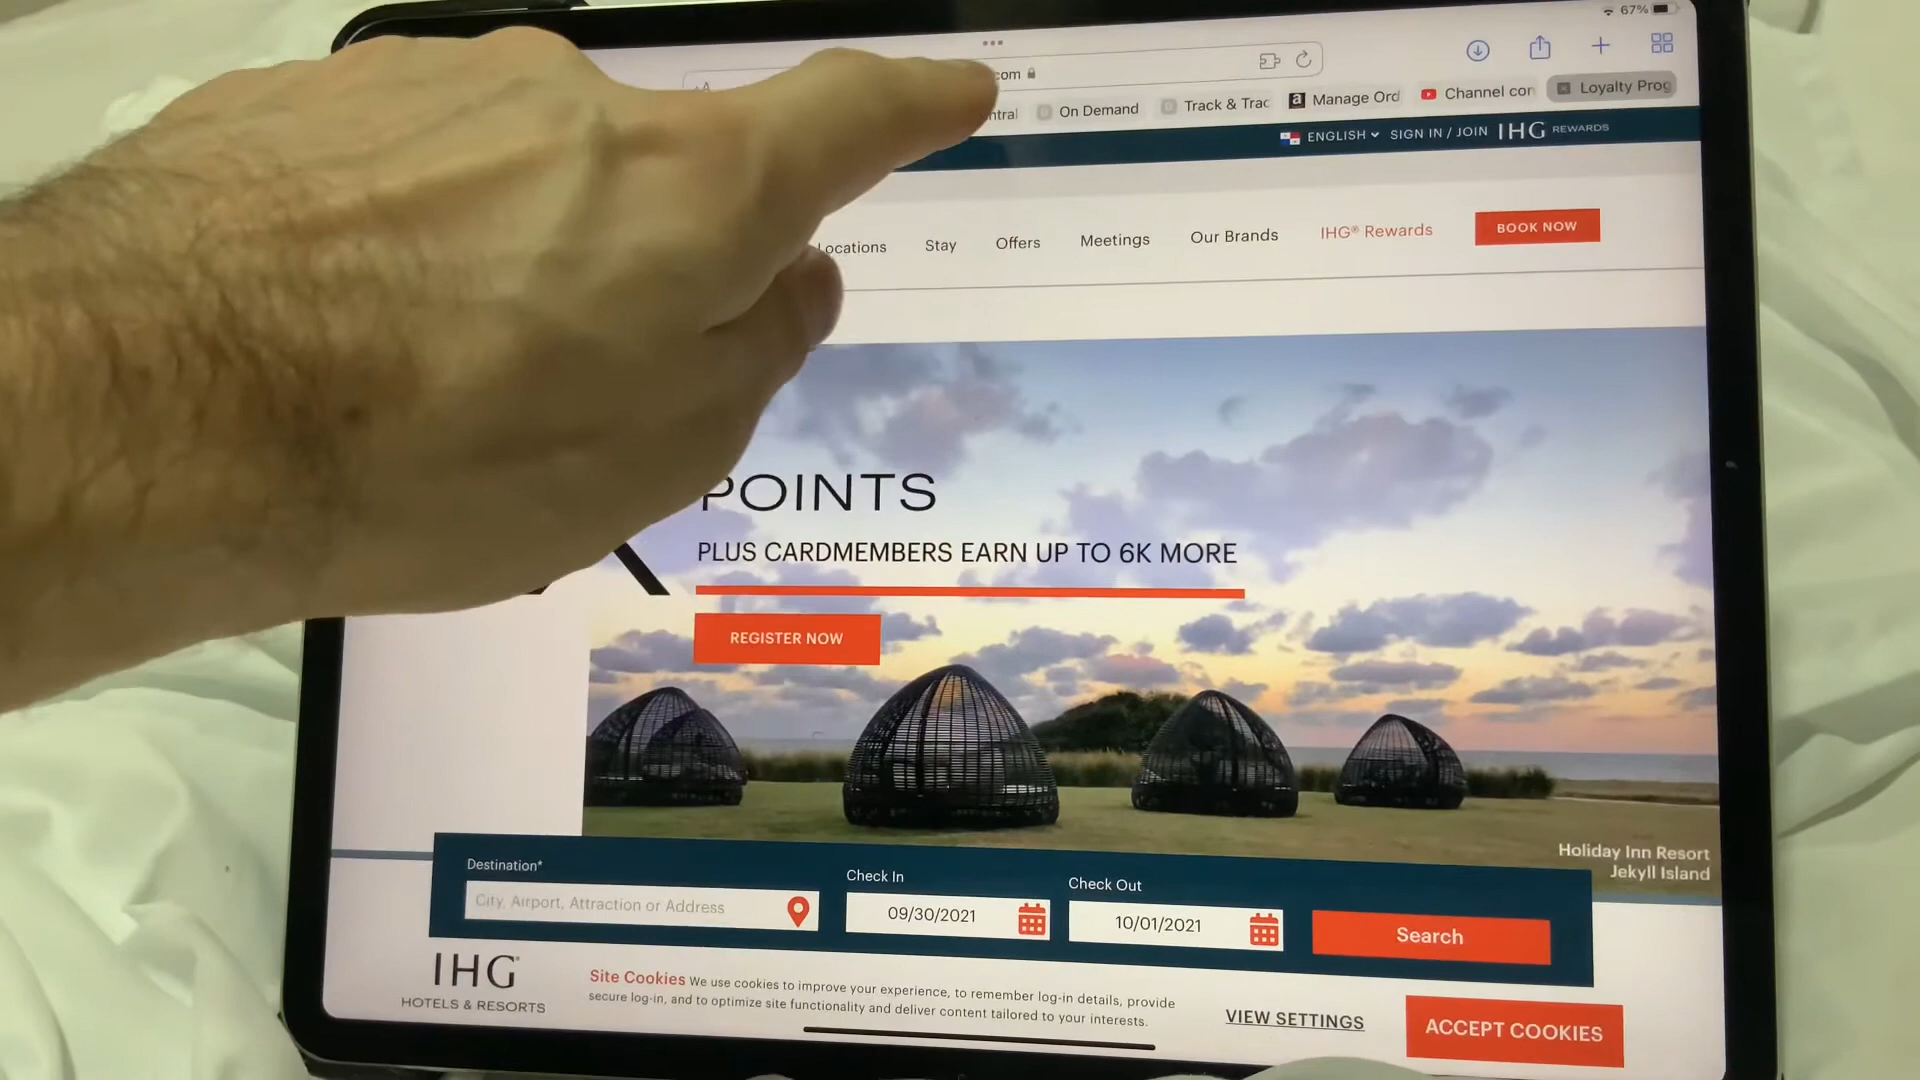 67%
com
ntral
On Demand
Track & Trac
Manage Ord
Channel con
Loyalty Prog
ENGLISH
SIGN IN / JOIN
IHG REWARDS
Locations
Stay
Offers
Meetings
Our Brands
IHG® Rewards
BOOK NOW
POINTS
PLUS CARDMEMBERS EARN UP TO 6K MORE
REGISTER NOW
Holiday Inn Resort
Jekyll Island
Destination*
City, Airport, Attraction or Address
Check In
09/30/2021
Check Out
10/01/2021
Search
IHG®
HOTELS & RESORTS
Site Cookies We use cookies to improve your experience, to remember log-in details, provide
secure log-in, and to optimize site functionality and deliver content tailored to your interests.
VIEW SETTINGS
ACCEPT COOKIES